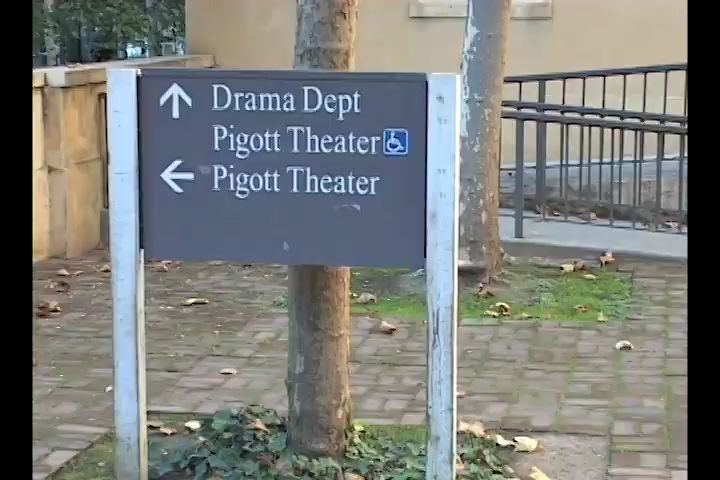 ↑ Drama Dept
Pigott Theater ♿
← Pigott Theater